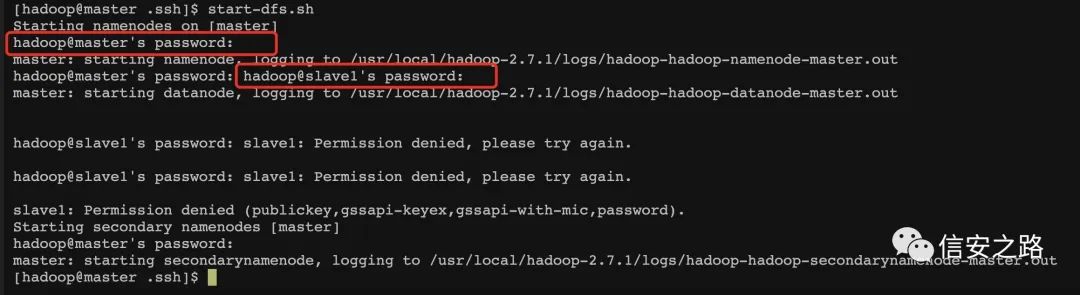 [hadoop@master .ssh]$ start-dfs.sh
Starting namenodes on [master]
hadoop@master's password:
master: starting namenode, logging to /usr/local/hadoop-2.7.1/logs/hadoop-hadoop-namenode-master.out
hadoop@master's password: hadoop@slave1's password:
master: starting datanode, logging to /usr/local/hadoop-2.7.1/logs/hadoop-hadoop-datanode-master.out
hadoop@slave1's password: slave1: Permission denied, please try again.
hadoop@slave1's password: slave1: Permission denied, please try again.
slave1: Permission denied (publickey,gssapi-keyex,gssapi-with-mic,password).
Starting secondary namenodes [master]
hadoop@master's password:
master: starting secondarynamenode, logging to /usr/local/hadoop-2.7.1/logs/hadoop-hadoop-secondarynamenode-master.out
[hadoop@master .ssh]$
信安之路